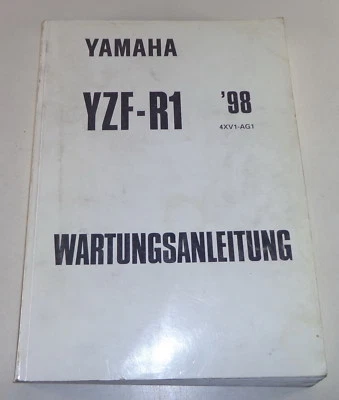 YAMAHA
YZF-R1 '98
4XV1-AG1
WARTUNGSANLEITUNG